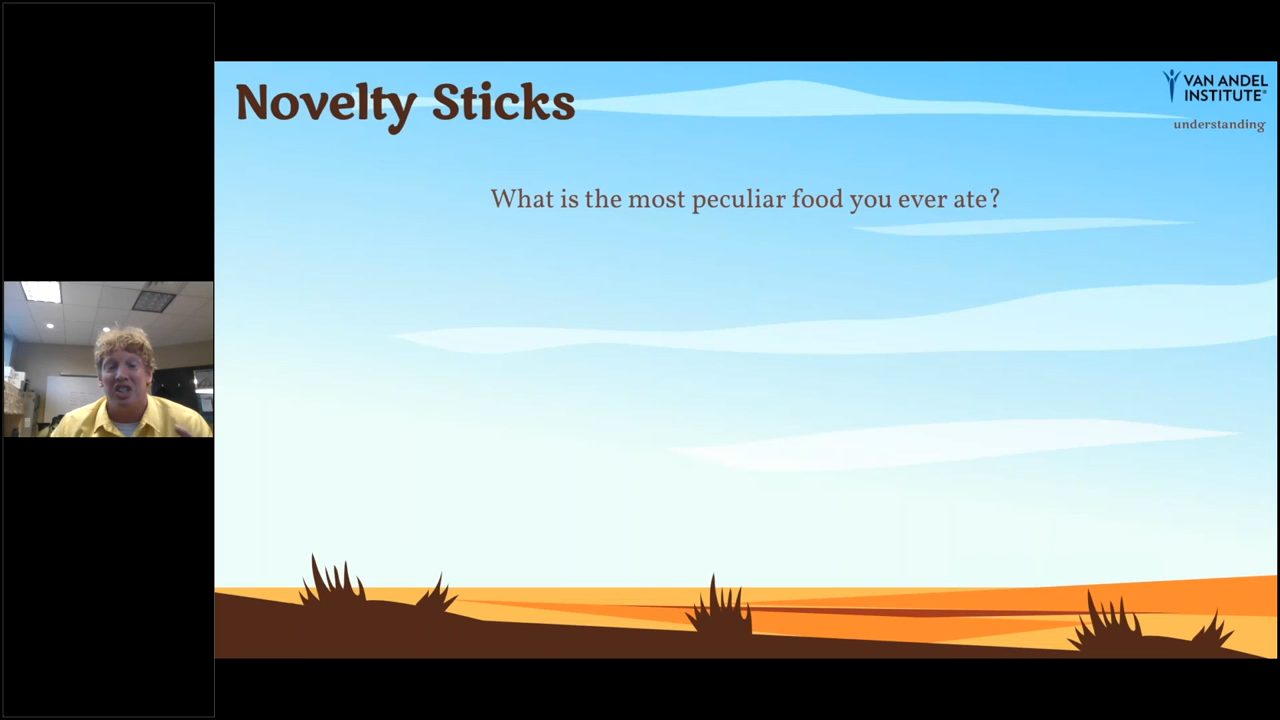 Novelty Sticks
VAN ANDEL
INSTITUTE®
understanding
What is the most peculiar food you ever ate?